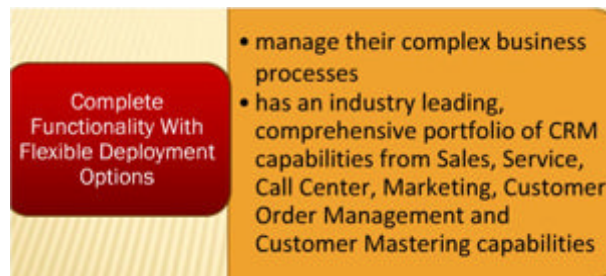 Complete
Functionality With
Flexible Deployment
Options
• manage their complex business
processes
• has an industry leading,
comprehensive portfolio of CRM
capabilities from Sales, Service,
Call Center, Marketing, Customer
Order Management and
Customer Mastering capabilities